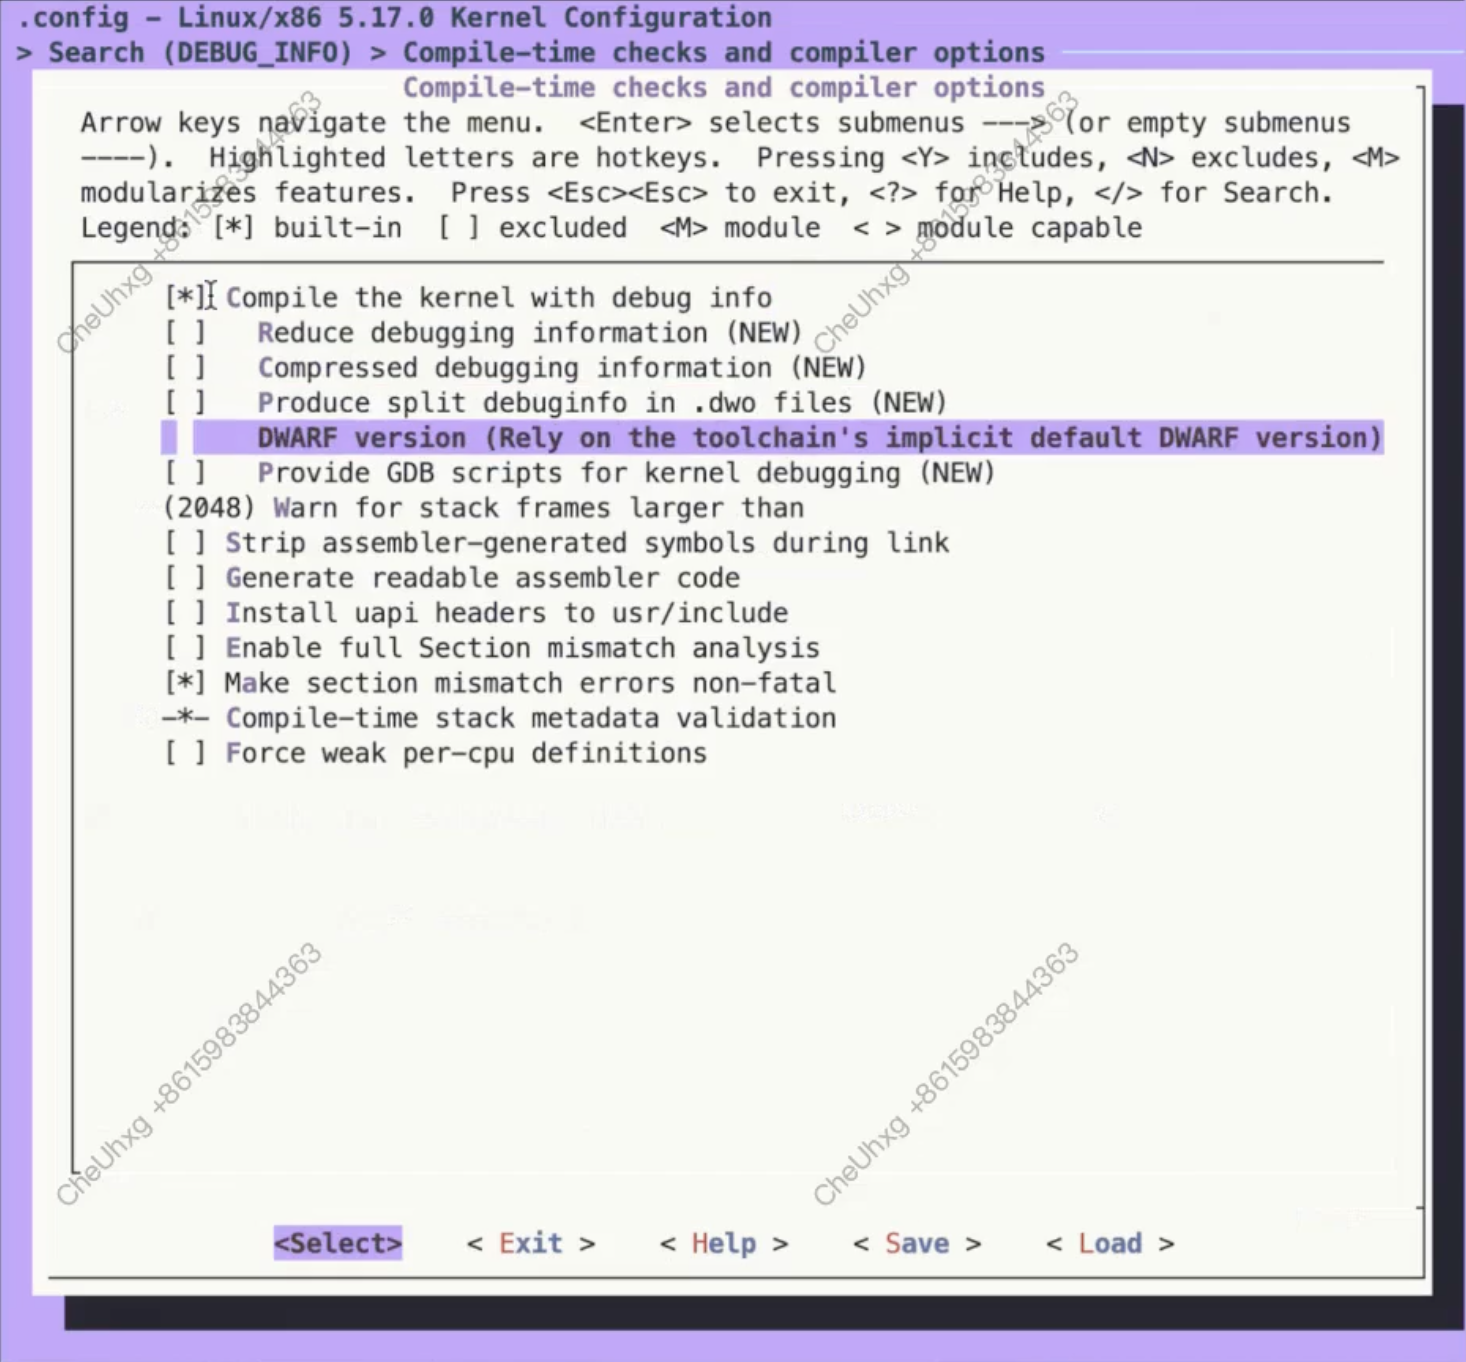 .config - Linux/x86 5.17.0 Kernel Configuration
> Search (DEBUG_INFO) > Compile-time checks and compiler options
Compile-time checks and compiler options
Arrow keys navigate the menu.  <Enter> selects submenus ---> (or empty submenus
----).  Highlighted letters are hotkeys.  Pressing <Y> includes, <N> excludes, <M>
modularizes features.  Press <Esc><Esc> to exit, <?> for Help, </> for Search.
Legend: [*] built-in  [ ] excluded  <M> module  < > module capable
[*] Compile the kernel with debug info
[ ]   Reduce debugging information (NEW)
[ ]   Compressed debugging information (NEW)
[ ]   Produce split debuginfo in .dwo files (NEW)
DWARF version (Rely on the toolchain's implicit default DWARF version)
[ ]   Provide GDB scripts for kernel debugging (NEW)
(2048) Warn for stack frames larger than
[ ] Strip assembler-generated symbols during link
[ ] Generate readable assembler code
[ ] Install uapi headers to usr/include
[ ] Enable full Section mismatch analysis
[*] Make section mismatch errors non-fatal
-*- Compile-time stack metadata validation
[ ] Force weak per-cpu definitions
<Select>    < Exit >    < Help >    < Save >    < Load >
CheUhxg +8615983844363
CheUhxg +8615983844363
CheUhxg +8615983844363
CheUhxg +8615983844363